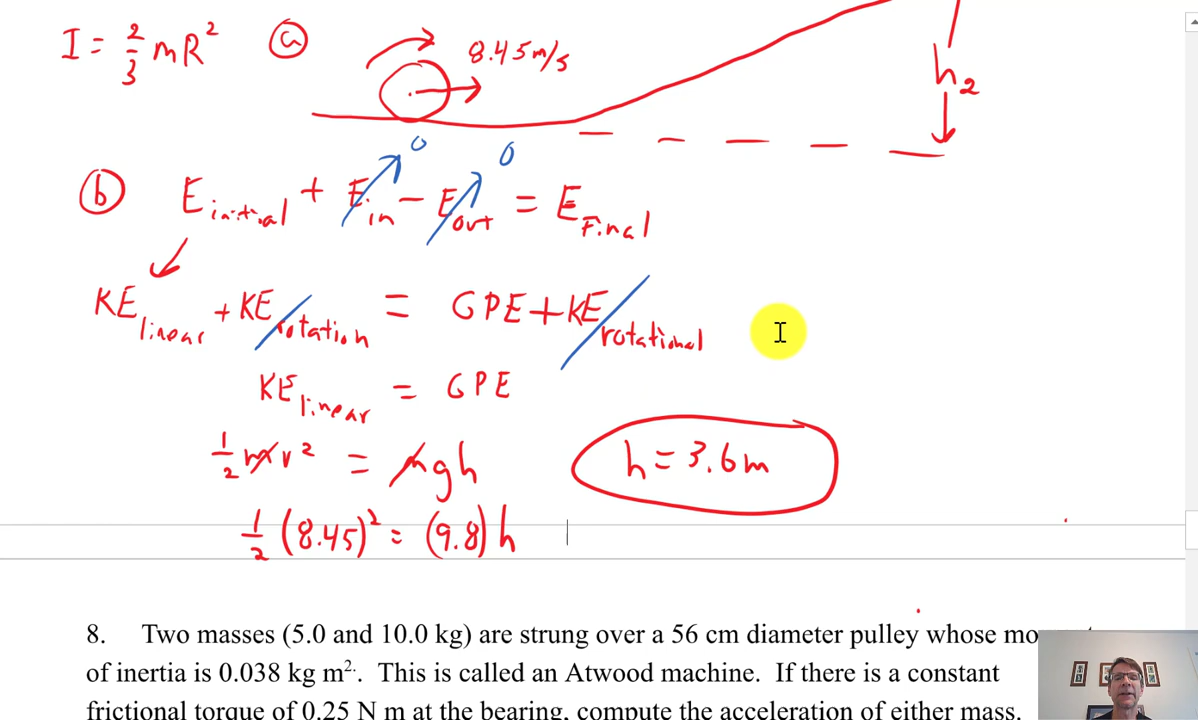 I = 2/3 mR² ⓐ 8.45 m/s
h₂
0 0
ⓑ E initial + E in - E out = E Final
KE linear + KE rotation = GPE + KE rotational
KE linear = GPE
1/2 mv² = mgh h = 3.6 m
1/2 (8.45)² = (9.8) h
8. Two masses (5.0 and 10.0 kg) are strung over a 56 cm diameter pulley whose
of inertia is 0.038 kg m². This is called an Atwood machine. If there is a constant
frictional torque of 0.25 N m at the bearing, compute the acceleration of either mass.